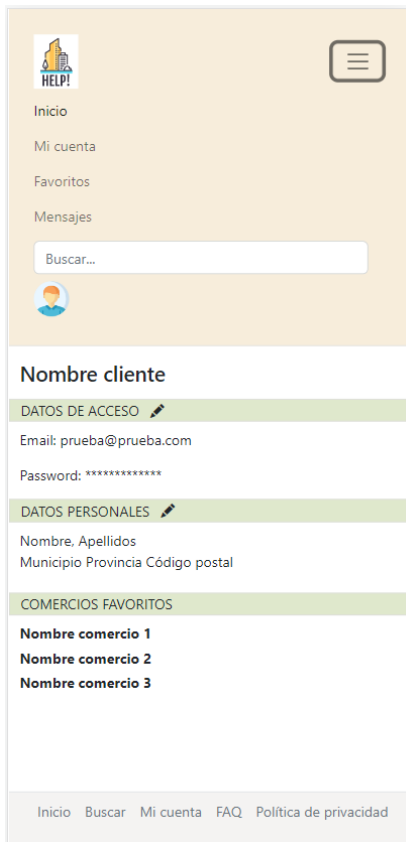 HELP!
Inicio
Mi cuenta
Favoritos
Mensajes
Buscar...
Nombre cliente
DATOS DE ACCESO
Email: prueba@prueba.com
Password: *************
DATOS PERSONALES
Nombre, Apellidos
Municipio Provincia Código postal
COMERCIOS FAVORITOS
Nombre comercio 1
Nombre comercio 2
Nombre comercio 3
Inicio Buscar Mi cuenta FAQ Política de privacidad